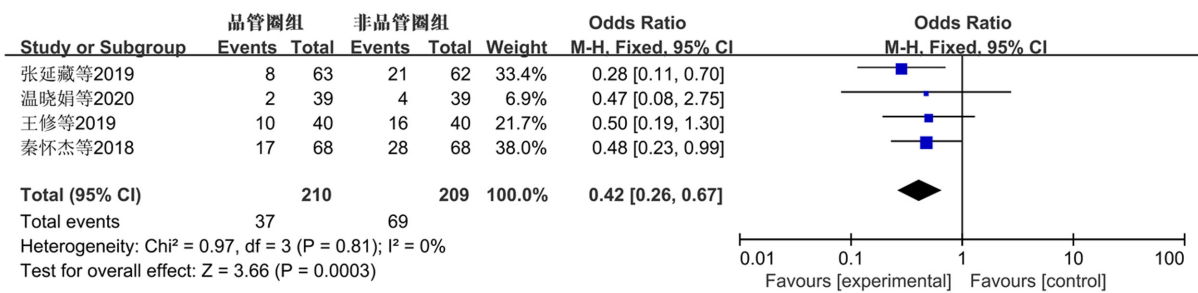 品管圈组 非品管圈组 Odds Ratio Odds Ratio
Study or Subgroup Events Total Events Total Weight M-H, Fixed, 95% CI M-H, Fixed, 95% CI
张延藏等2019 8 63 21 62 33.4% 0.28 [0.11, 0.70]
温晓娟等2020 2 39 4 39 6.9% 0.47 [0.08, 2.75]
王修等2019 10 40 16 40 21.7% 0.50 [0.19, 1.30]
秦怀杰等2018 17 68 28 68 38.0% 0.48 [0.23, 0.99]
Total (95% CI) 210 209 100.0% 0.42 [0.26, 0.67]
Total events 37 69
Heterogeneity: Chi² = 0.97, df = 3 (P = 0.81); I² = 0%
Test for overall effect: Z = 3.66 (P = 0.0003)
0.01 0.1 1 10 100
Favours [experimental] Favours [control]